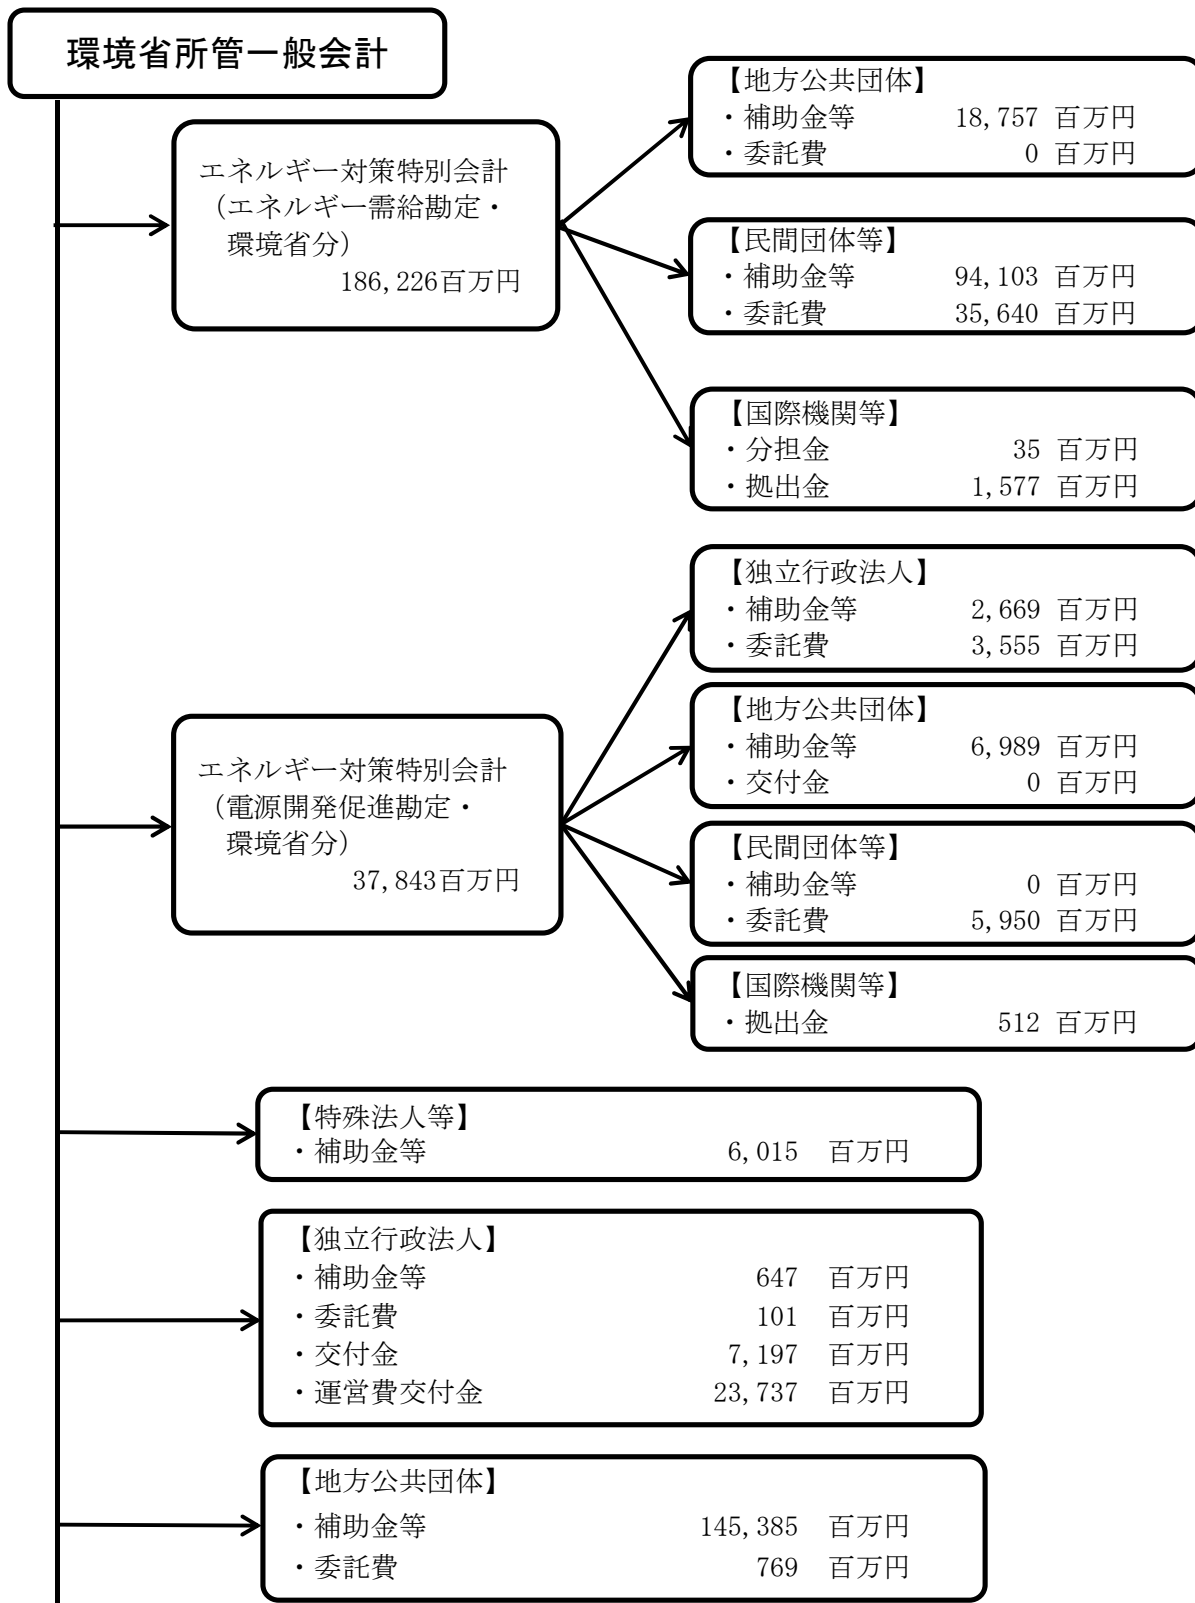 環境省所管一般会計
エネルギー対策特別会計
（エネルギー需給勘定・
環境省分）
186,226百万円
【地方公共団体】
・補助金等 18,757 百万円
・委託費 0 百万円
【民間団体等】
・補助金等 94,103 百万円
・委託費 35,640 百万円
【国際機関等】
・分担金 35 百万円
・拠出金 1,577 百万円
エネルギー対策特別会計
（電源開発促進勘定・
環境省分）
37,843百万円
【独立行政法人】
・補助金等 2,669 百万円
・委託費 3,555 百万円
【地方公共団体】
・補助金等 6,989 百万円
・交付金 0 百万円
【民間団体等】
・補助金等 0 百万円
・委託費 5,950 百万円
【国際機関等】
・拠出金 512 百万円
【特殊法人等】
・補助金等 6,015 百万円
【独立行政法人】
・補助金等 647 百万円
・委託費 101 百万円
・交付金 7,197 百万円
・運営費交付金 23,737 百万円
【地方公共団体】
・補助金等 145,385 百万円
・委託費 769 百万円